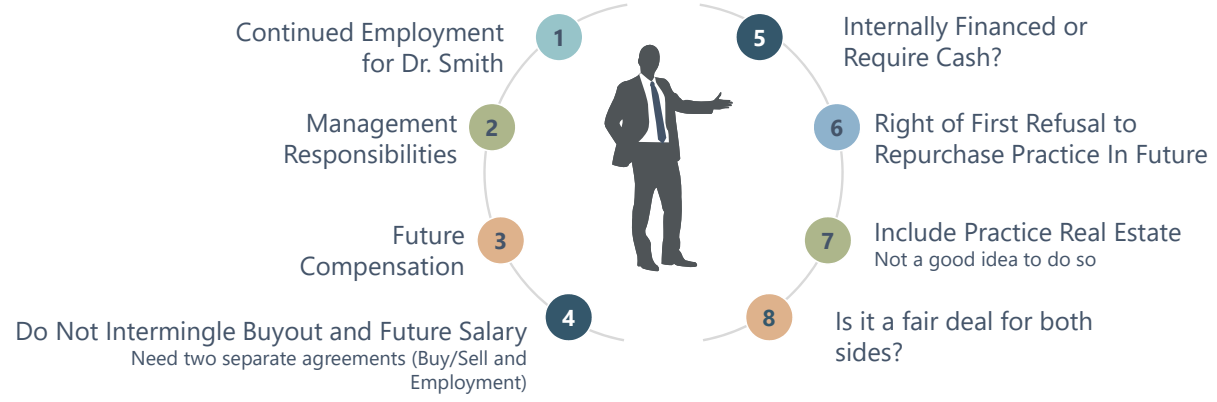 1
Continued Employment
for Dr. Smith
2
Management
Responsibilities
3
Future
Compensation
4
Do Not Intermingle Buyout and Future Salary
Need two separate agreements (Buy/Sell and
Employment)
5
Internally Financed or
Require Cash?
6
Right of First Refusal to
Repurchase Practice In Future
7
Include Practice Real Estate
Not a good idea to do so
8
Is it a fair deal for both
sides?